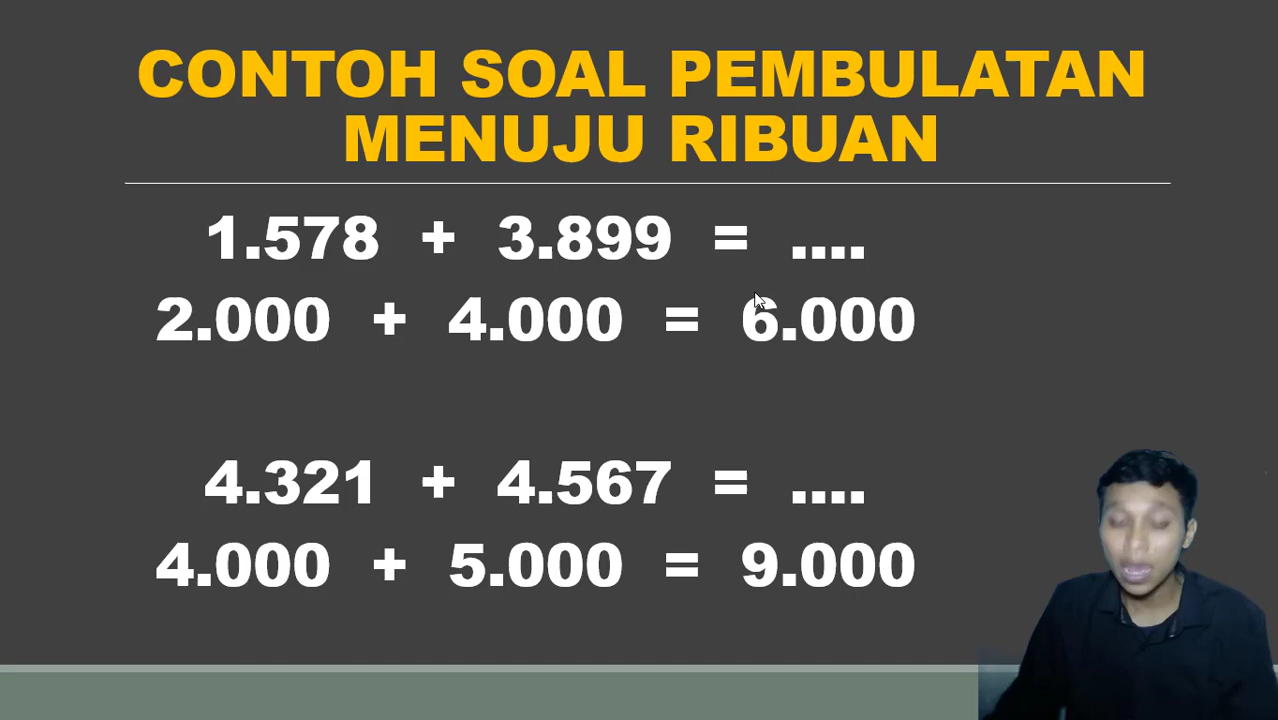 CONTOH SOAL PEMBULATAN
MENUJU RIBUAN
1.578 + 3.899 = ....
2.000 + 4.000 = 6.000
4.321 + 4.567 = ....
4.000 + 5.000 = 9.000